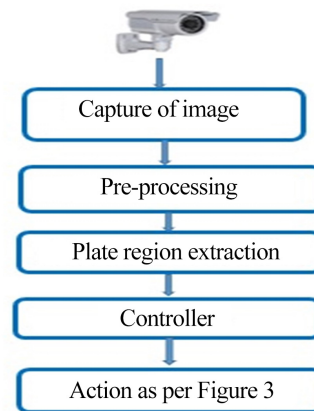 Capture of image
Pre-processing
Plate region extraction
Controller
Action as per Figure 3